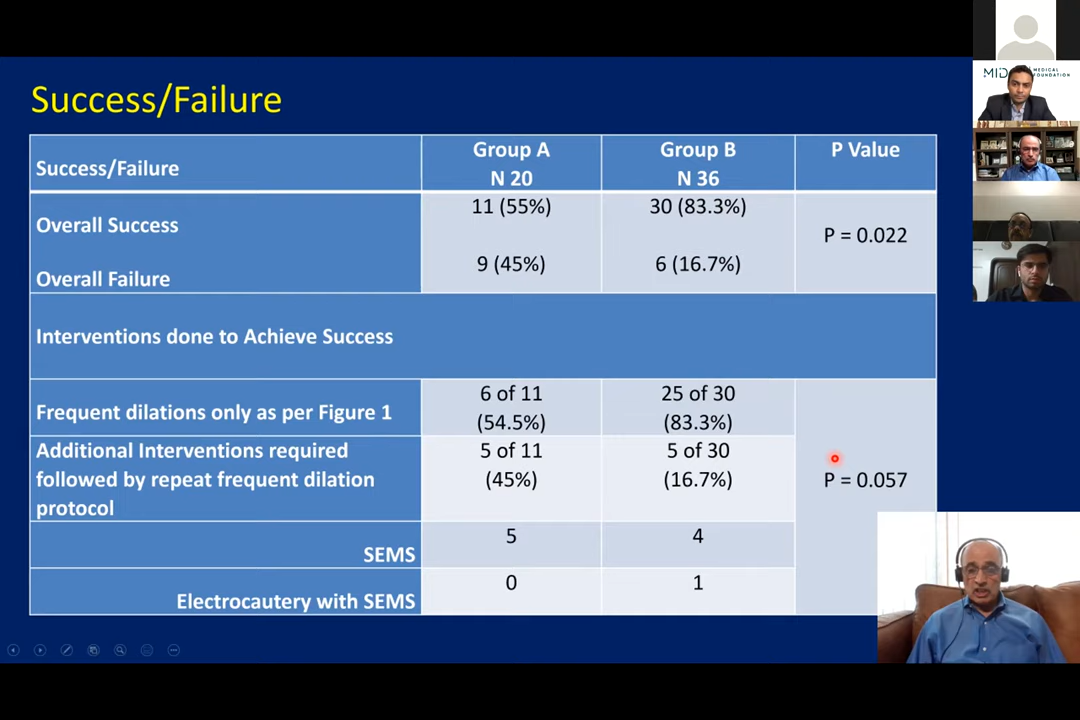 Success/Failure
Success/Failure
Group A
N 20
Group B
N 36
P Value
Overall Success
11 (55%)
30 (83.3%)
P = 0.022
Overall Failure
9 (45%)
6 (16.7%)
Interventions done to Achieve Success
Frequent dilations only as per Figure 1
6 of 11
(54.5%)
25 of 30
(83.3%)
Additional Interventions required
followed by repeat frequent dilation
protocol
5 of 11
(45%)
5 of 30
(16.7%)
P = 0.057
SEMS
5
4
Electrocautery with SEMS
0
1
MEDICAL
FOUNDATION